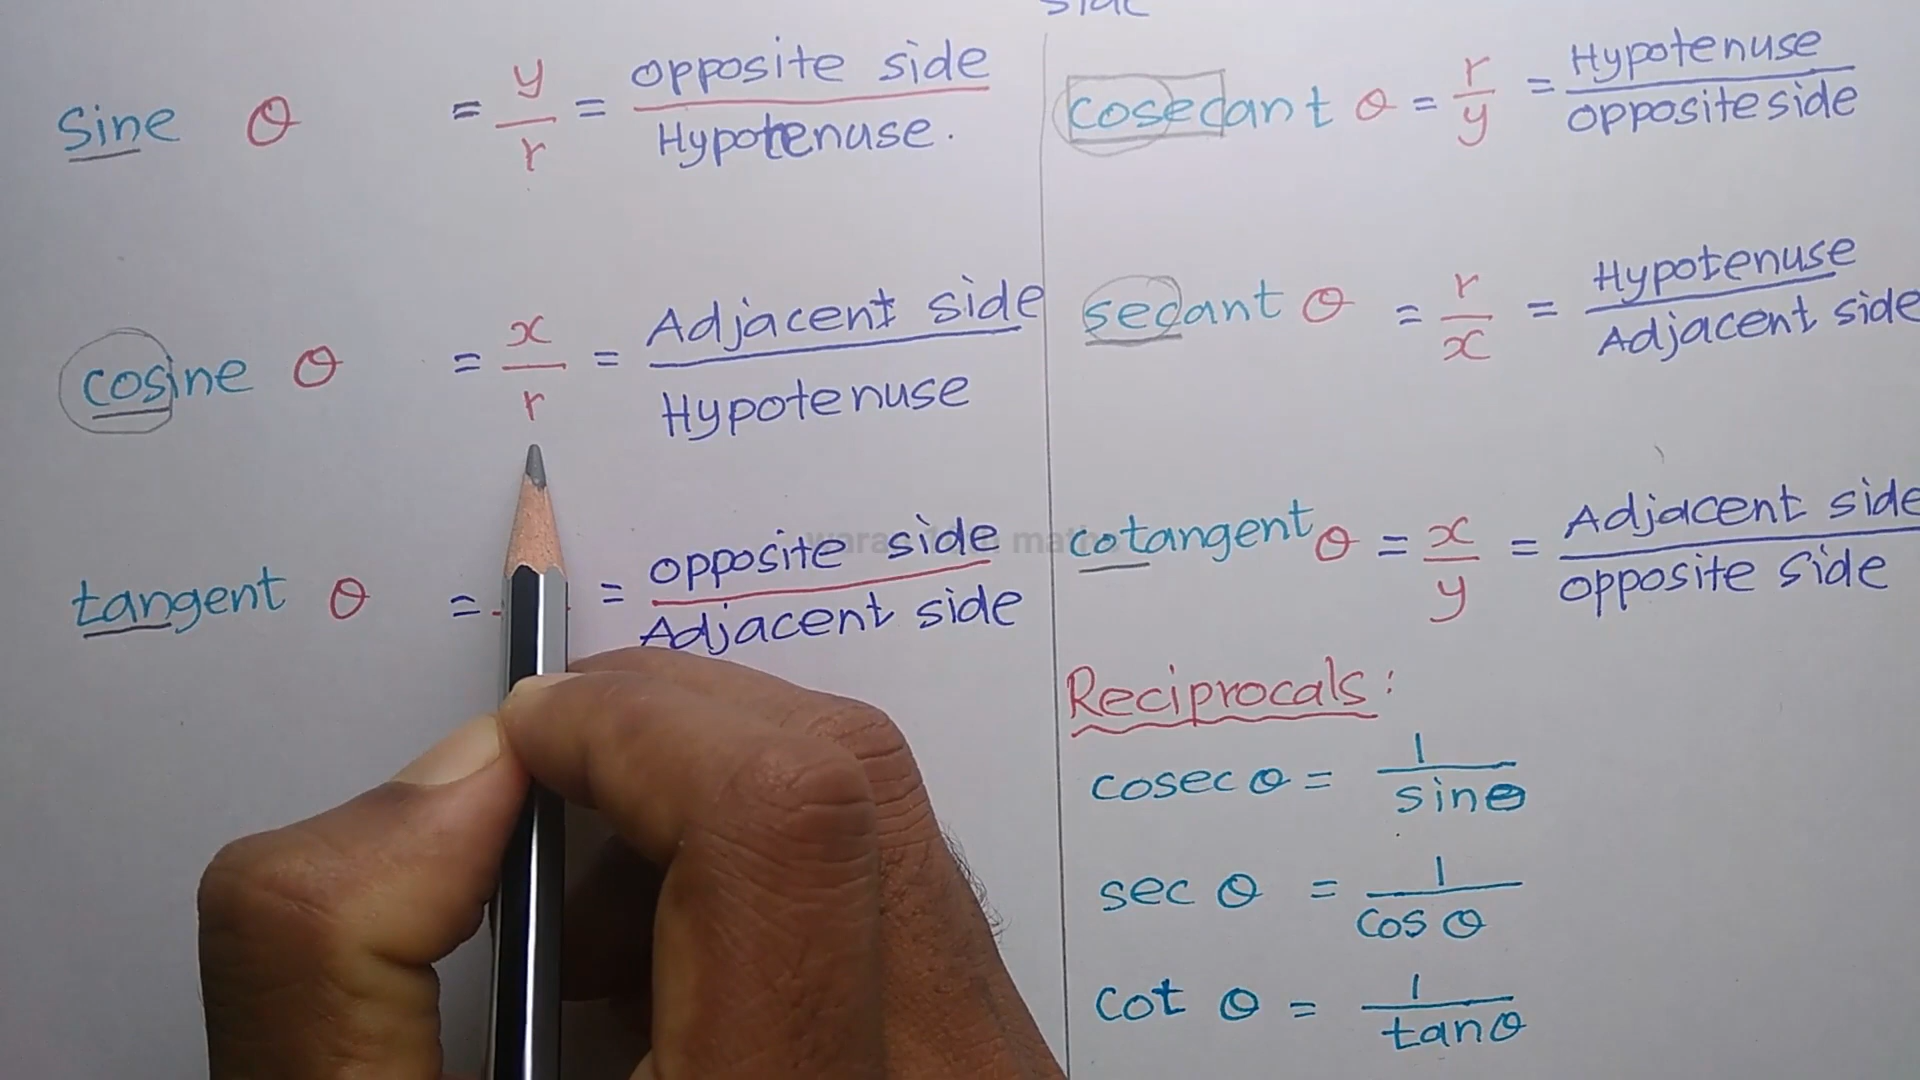 side
Sine θ = y/r = opposite side / Hypotenuse.
cosine θ = x/r = Adjacent side / Hypotenuse
tangent θ = = opposite side / Adjacent side
cosecant θ = r/y = Hypotenuse / opposite side
secant θ = r/x = Hypotenuse / Adjacent side
cotangent θ = x/y = Adjacent side / opposite side
Reciprocals:
cosec θ = 1/sinθ
sec θ = 1/cos θ
cot θ = 1/tanθ